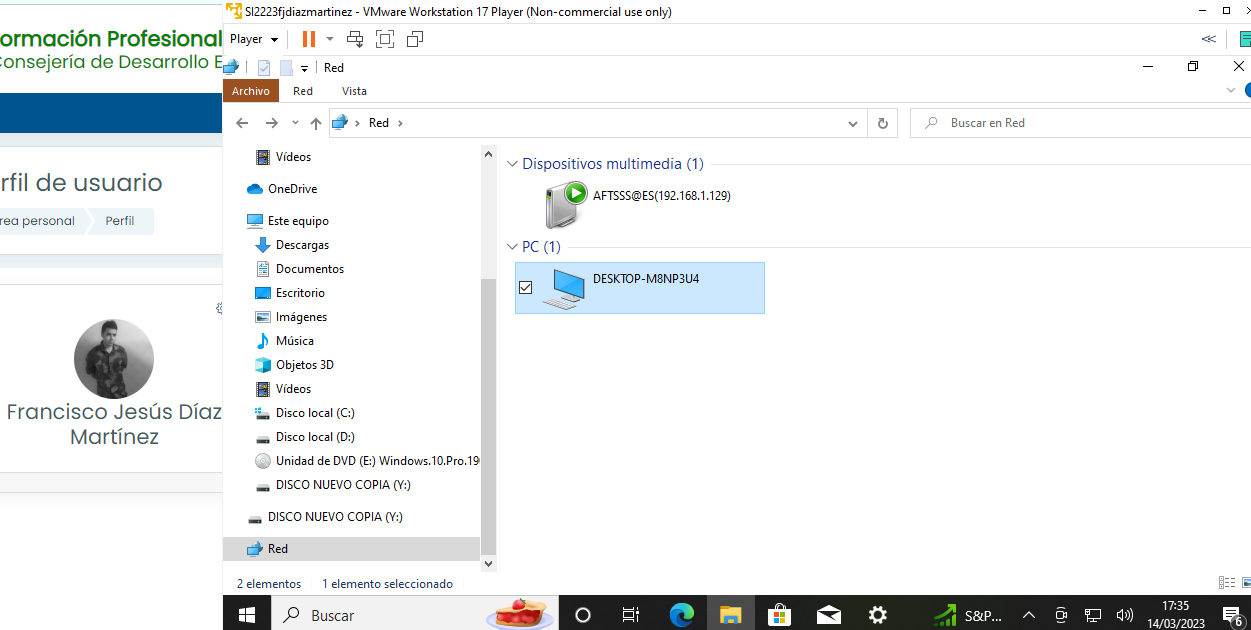 ormación Profesional
Consejería de Desarrollo E
rfil de usuario
rea personal
Perfil
Francisco Jesús Díaz
Martínez
SI2223fjdiazmartinez - VMware Workstation 17 Player (Non-commercial use only)
Player
Red
Archivo
Red
Vista
Red
Buscar en Red
Vídeos
OneDrive
Este equipo
Descargas
Documentos
Escritorio
Imágenes
Música
Objetos 3D
Vídeos
Disco local (C:)
Disco local (D:)
Unidad de DVD (E:) Windows.10.Pro.19
DISCO NUEVO COPIA (Y:)
DISCO NUEVO COPIA (Y:)
Red
Dispositivos multimedia (1)
AFTSSS@ES(192.168.1.129)
PC (1)
DESKTOP-M8NP3U4
2 elementos
1 elemento seleccionado
Buscar
S&P...
17:35
14/03/2023
6